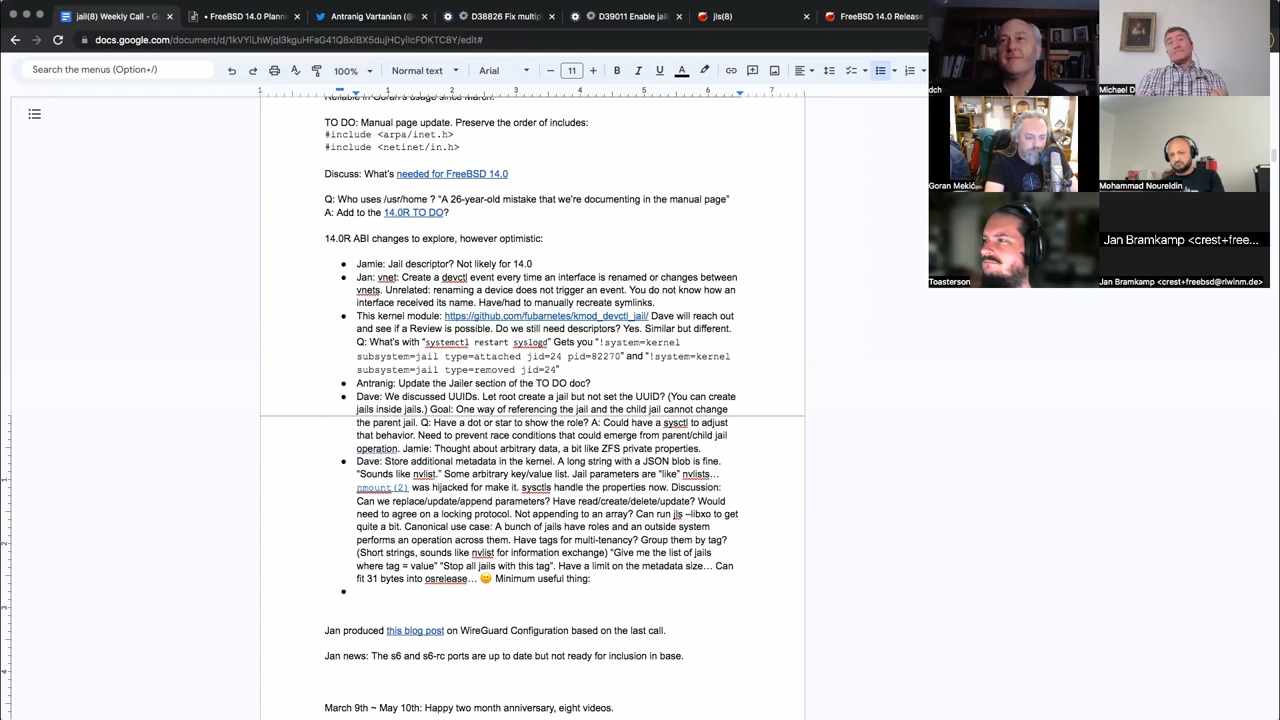 jail(8) Weekly Call - G
FreeBSD 14.0 Planni
Antranig Vartanian (@
D38826 Fix multip
D39011 Enable jail
jls(8)
FreeBSD 14.0 Releas
docs.google.com/document/d/1kVYiLhWjqI3kguHFaG41Q8xIBX5dujHCyilcFOKTC8Y/edit#
Search the menus (Option+/)
100%
Normal text
Arial
11
B I U A
1 1 2 3 4 5 6 7
Reliable in Goran's usage since March.
TO DO: Manual page update. Preserve the order of includes:
#include <arpa/inet.h>
#include <netinet/in.h>
Discuss: What's needed for FreeBSD 14.0
Q: Who uses /usr/home ? "A 26-year-old mistake that we're documenting in the manual page"
A: Add to the 14.0R TO DO?
14.0R ABI changes to explore, however optimistic:
● Jamie: Jail descriptor? Not likely for 14.0
● Jan: vnet: Create a devctl event every time an interface is renamed or changes between
vnets. Unrelated: renaming a device does not trigger an event. You do not know how an
interface received its name. Have/had to manually recreate symlinks.
● This kernel module: https://github.com/fubarnetes/kmod_devctl_jail/ Dave will reach out
and see if a Review is possible. Do we still need descriptors? Yes. Similar but different.
Q: What's with "systemctl restart syslogd" Gets you "!system=kernel
subsystem=jail type=attached jid=24 pid=82270" and "!system=kernel
subsystem=jail type=removed jid=24"
● Antranig: Update the Jailer section of the TO DO doc?
● Dave: We discussed UUIDs. Let root create a jail but not set the UUID? (You can create
jails inside jails.) Goal: One way of referencing the jail and the child jail cannot change
the parent jail. Q: Have a dot or star to show the role? A: Could have a sysctl to adjust
that behavior. Need to prevent race conditions that could emerge from parent/child jail
operation. Jamie: Thought about arbitrary data, a bit like ZFS private properties.
● Dave: Store additional metadata in the kernel. A long string with a JSON blob is fine.
"Sounds like nvlist." Some arbitrary key/value list. Jail parameters are "like" nvlists…
nmount(2) was hijacked for make it. sysctls handle the properties now. Discussion:
Can we replace/update/append parameters? Have read/create/delete/update? Would
need to agree on a locking protocol. Not appending to an array? Can run jls –libxo to get
quite a bit. Canonical use case: A bunch of jails have roles and an outside system
performs an operation across them. Have tags for multi-tenancy? Group them by tag?
(Short strings, sounds like nvlist for information exchange) "Give me the list of jails
where tag = value" "Stop all jails with this tag". Have a limit on the metadata size… Can
fit 31 bytes into osrelease… 🙂 Minimum useful thing:
●
Jan produced this blog post on WireGuard Configuration based on the last call.
Jan news: The s6 and s6-rc ports are up to date but not ready for inclusion in base.
March 9th ~ May 10th: Happy two month anniversary, eight videos.
dch
Michael D
Goran Mekić
Mohammad Noureldin
Toasterson
Jan Bramkamp <crest+free...
Jan Bramkamp <crest+freebsd@rlwinm.de>